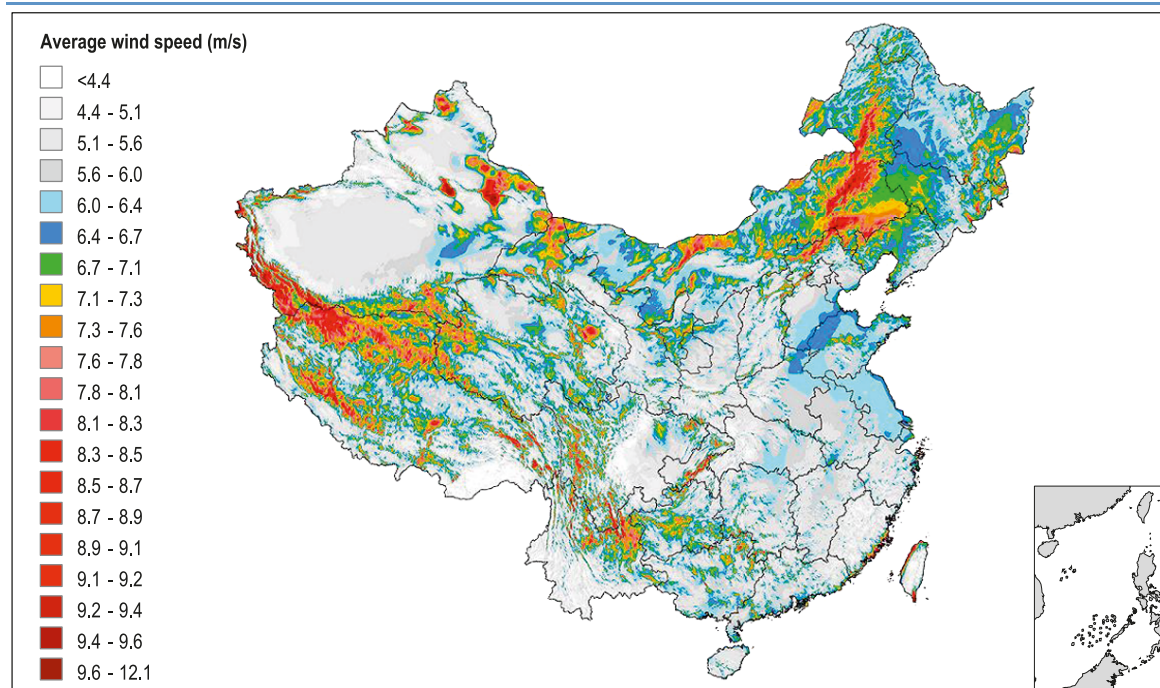 Average wind speed (m/s)
<4.4
4.4 - 5.1
5.1 - 5.6
5.6 - 6.0
6.0 - 6.4
6.4 - 6.7
6.7 - 7.1
7.1 - 7.3
7.3 - 7.6
7.6 - 7.8
7.8 - 8.1
8.1 - 8.3
8.3 - 8.5
8.5 - 8.7
8.7 - 8.9
8.9 - 9.1
9.1 - 9.2
9.2 - 9.4
9.4 - 9.6
9.6 - 12.1